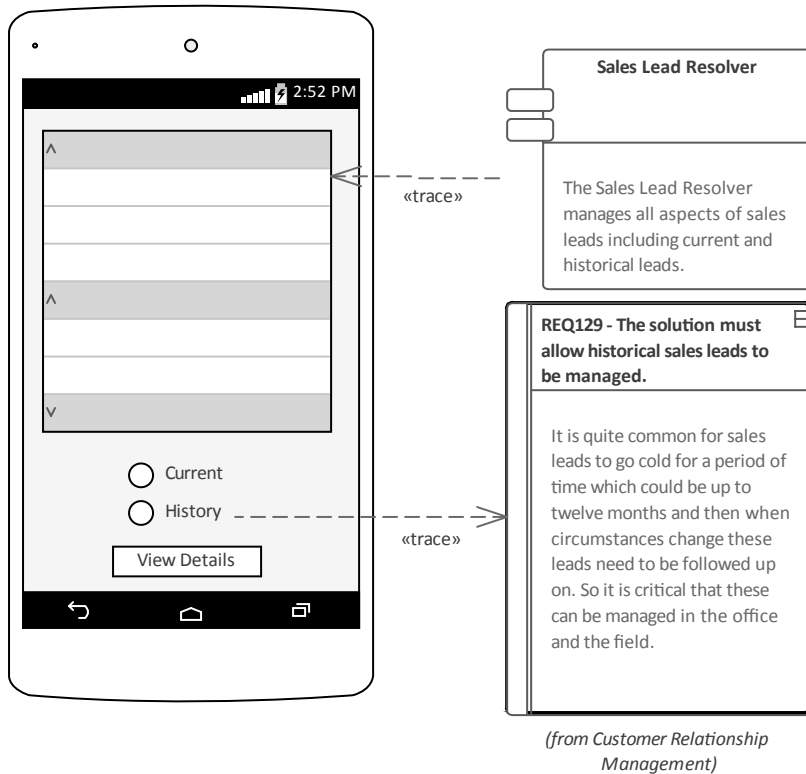 2:52 PM
Current
History
View Details
«trace»
«trace»
Sales Lead Resolver
The Sales Lead Resolver
manages all aspects of sales
leads including current and
historical leads.
REQ129 - The solution must
allow historical sales leads to
be managed.
It is quite common for sales
leads to go cold for a period of
time which could be up to
twelve months and then when
circumstances change these
leads need to be followed up
on. So it is critical that these
can be managed in the office
and the field.
(from Customer Relationship
Management)